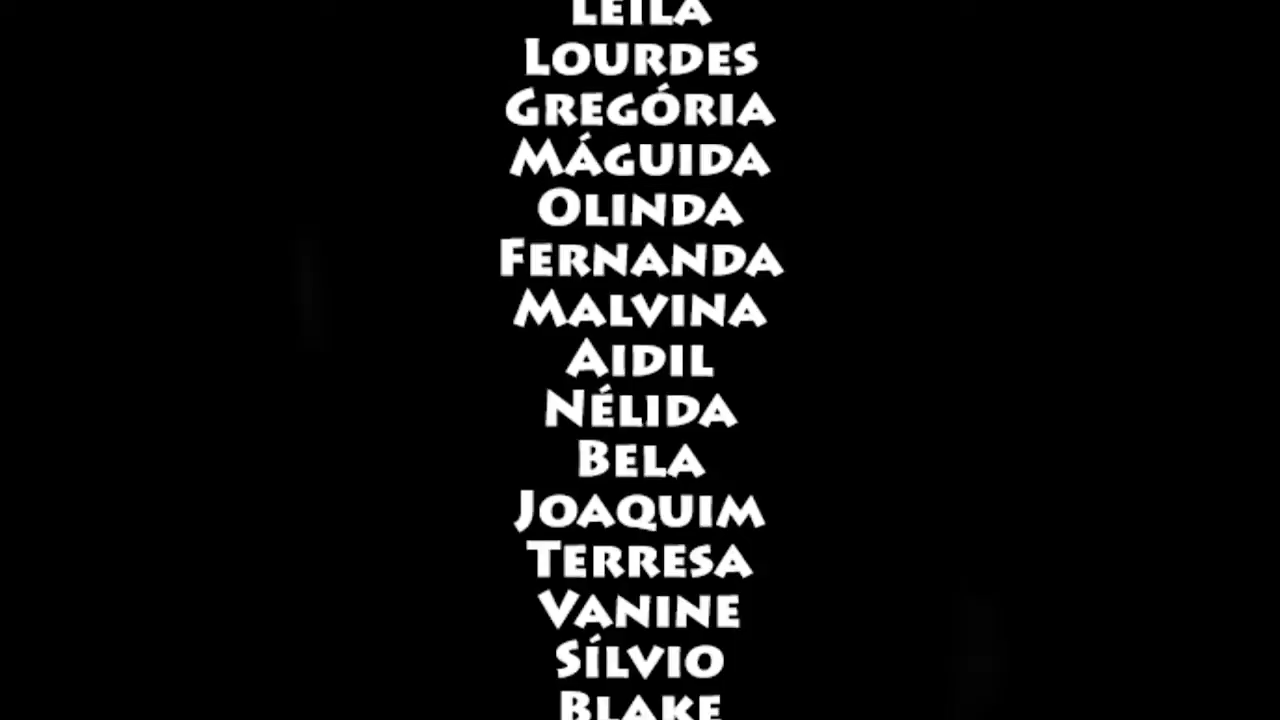 Leila
Lourdes
Gregória
Máguida
Olinda
Fernanda
Malvina
Aidil
Nélida
Bela
Joaquim
Terresa
Vanine
Sílvio
Blake